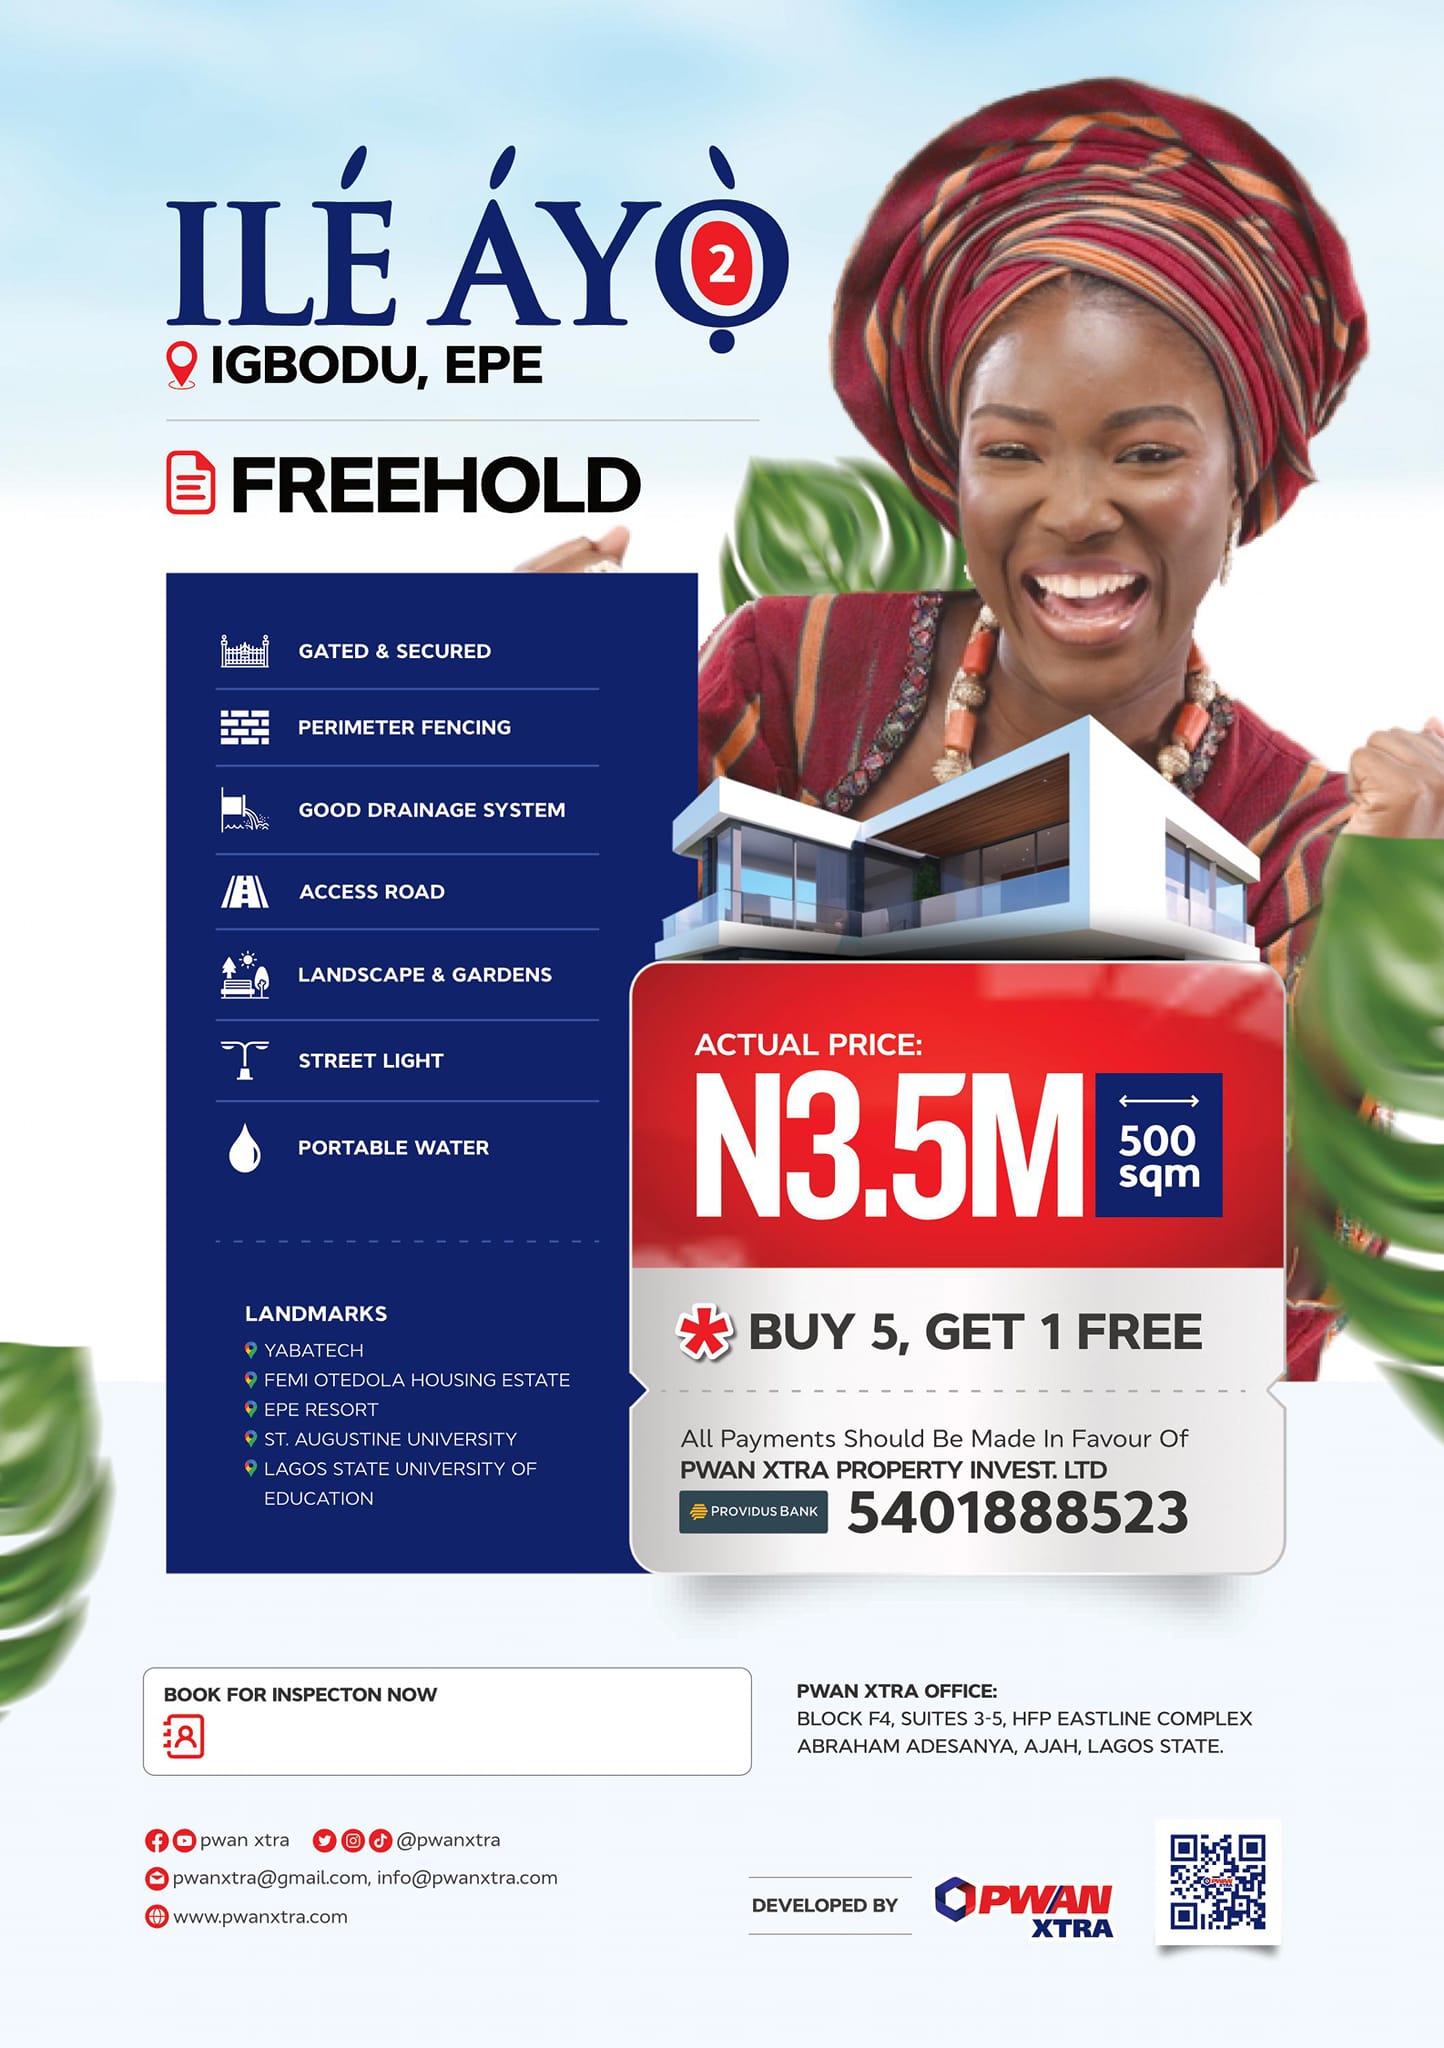 ILÉ ÁYỌ̀
2
IGBODU, EPE
FREEHOLD
GATED & SECURED
PERIMETER FENCING
GOOD DRAINAGE SYSTEM
ACCESS ROAD
LANDSCAPE & GARDENS
STREET LIGHT
PORTABLE WATER
LANDMARKS
YABATECH
FEMI OTEDOLA HOUSING ESTATE
EPE RESORT
ST. AUGUSTINE UNIVERSITY
LAGOS STATE UNIVERSITY OF
EDUCATION
ACTUAL PRICE:
N3.5M
500
sqm
* BUY 5, GET 1 FREE
All Payments Should Be Made In Favour Of
PWAN XTRA PROPERTY INVEST. LTD
PROVIDUS BANK 5401888523
BOOK FOR INSPECTON NOW
PWAN XTRA OFFICE:
BLOCK F4, SUITES 3-5, HFP EASTLINE COMPLEX
ABRAHAM ADESANYA, AJAH, LAGOS STATE.
pwan xtra @pwanxtra
pwanxtra@gmail.com, info@pwanxtra.com
www.pwanxtra.com
DEVELOPED BY
PWAN
XTRA
PWAN
XTRA